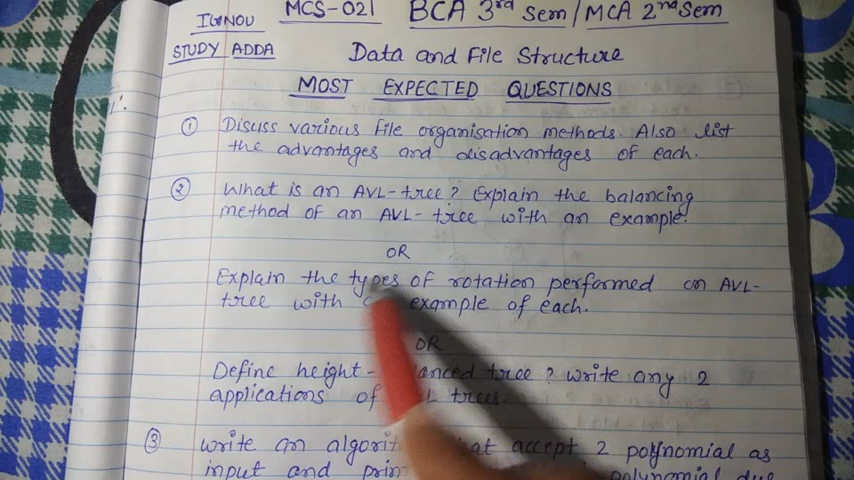 IGNOU MCS-021 BCA 3rd Sem / MCA 2nd Sem
STUDY ADDA Data and File Structure
MOST EXPECTED QUESTIONS
① Disuss various File organisation methods. Also list
the advantages and disadvantages of each.
② What is an AVL-tree? Explain the balancing
method of an AVL-tree with an example.
OR
Explain the types of rotation performed on AVL-
tree with example of each.
OR
Define height- tree? Write any 2
applications of trees.
③ Write an accept 2 polynomial as
input and polynomial due